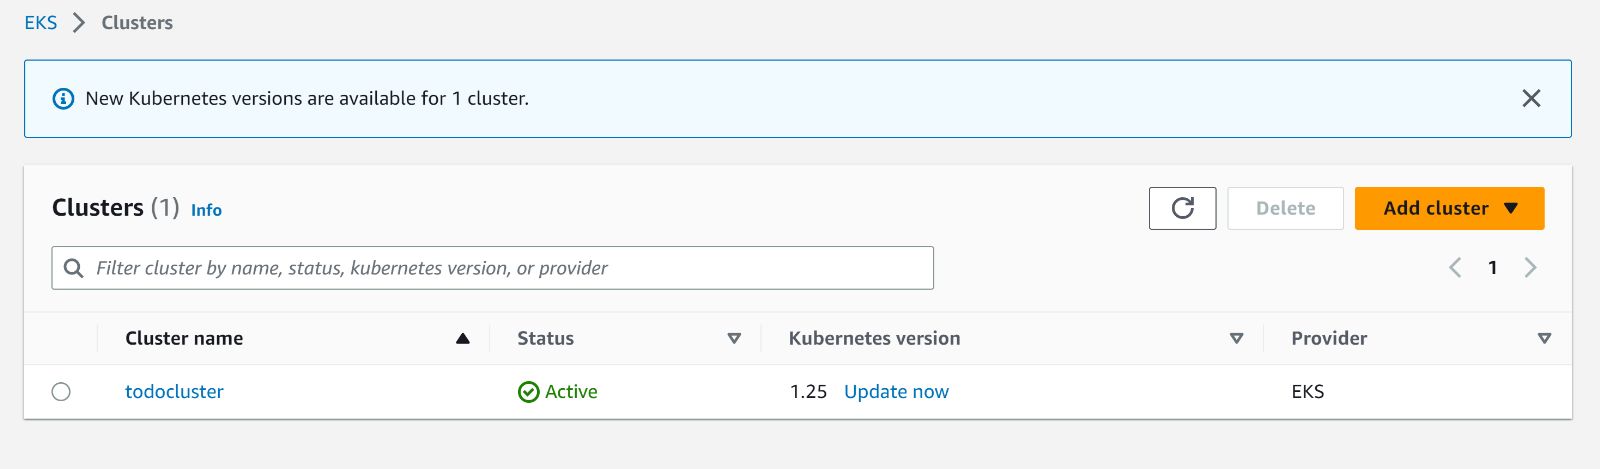 EKS > Clusters
New Kubernetes versions are available for 1 cluster.
Clusters (1) Info
Delete
Add cluster
Filter cluster by name, status, kubernetes version, or provider
1
Cluster name Status Kubernetes version Provider
todocluster Active 1.25 Update now EKS